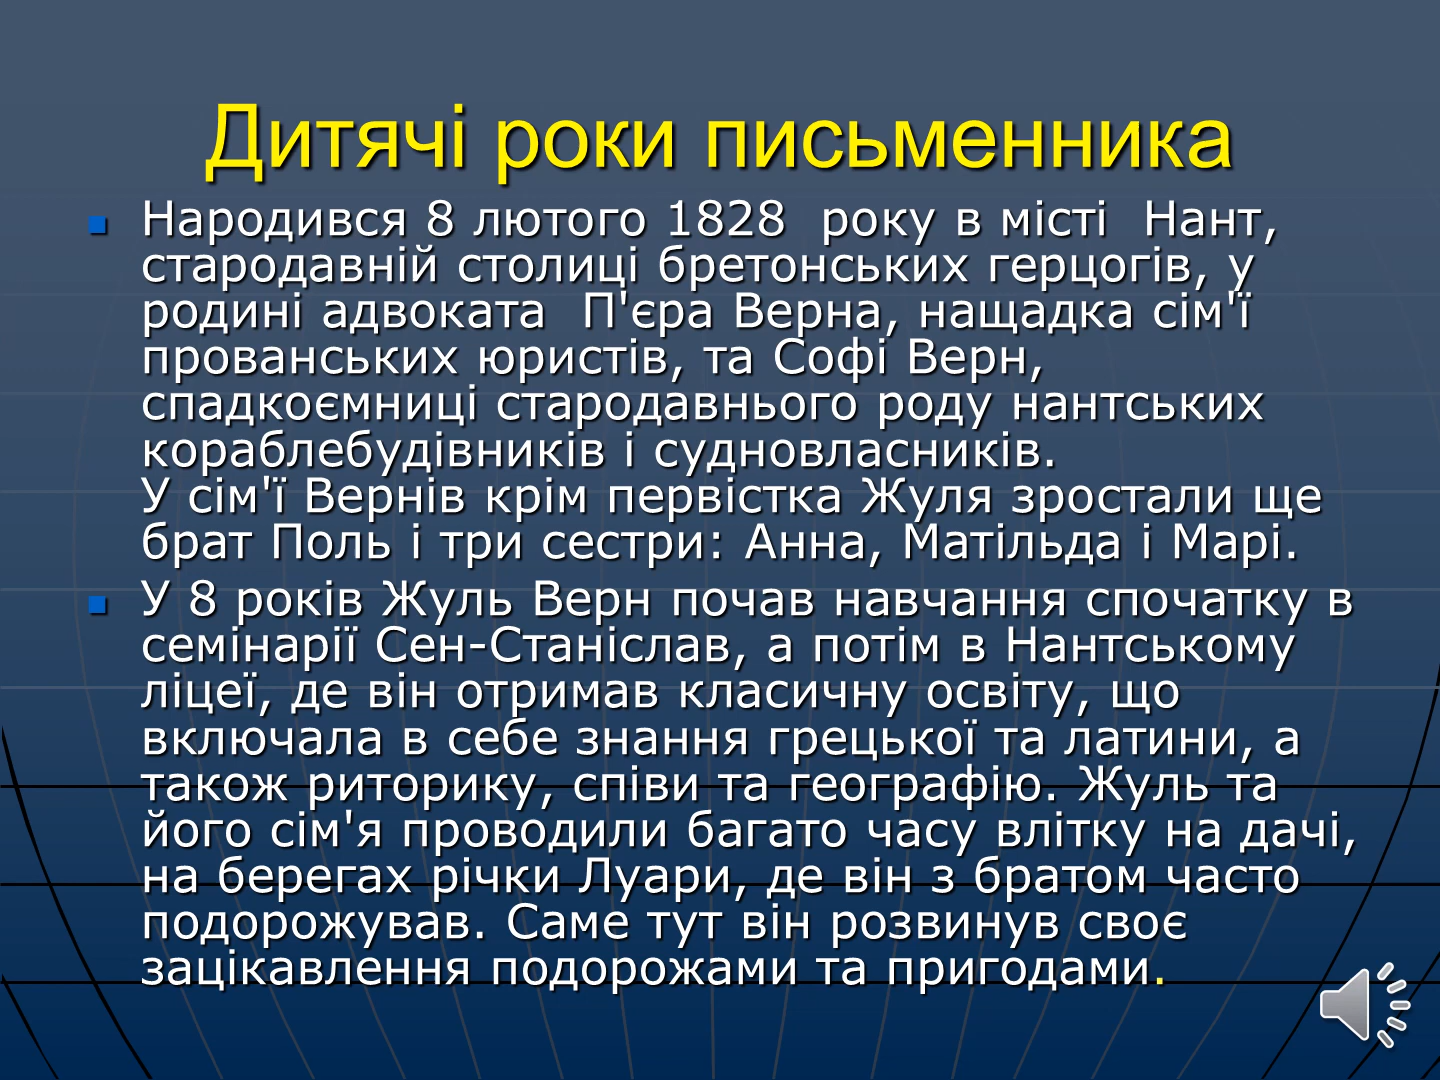 Дитячі роки письменника
Народився 8 лютого 1828 року в місті Нант,
стародавній столиці бретонських герцогів, у
родині адвоката П'єра Верна, нащадка сім'ї
прованських юристів, та Софі Верн,
спадкоємниці стародавнього роду нантських
кораблебудівників і судновласників.
У сім'ї Вернів крім первістка Жуля зростали ще
брат Поль і три сестри: Анна, Матільда і Марі.
У 8 років Жуль Верн почав навчання спочатку в
семінарії Сен-Станіслав, а потім в Нантському
ліцеї, де він отримав класичну освіту, що
включала в себе знання грецької та латини, а
також риторику, співи та географію. Жуль та
його сім'я проводили багато часу влітку на дачі,
на берегах річки Луари, де він з братом часто
подорожував. Саме тут він розвинув своє
зацікавлення подорожами та пригодами.